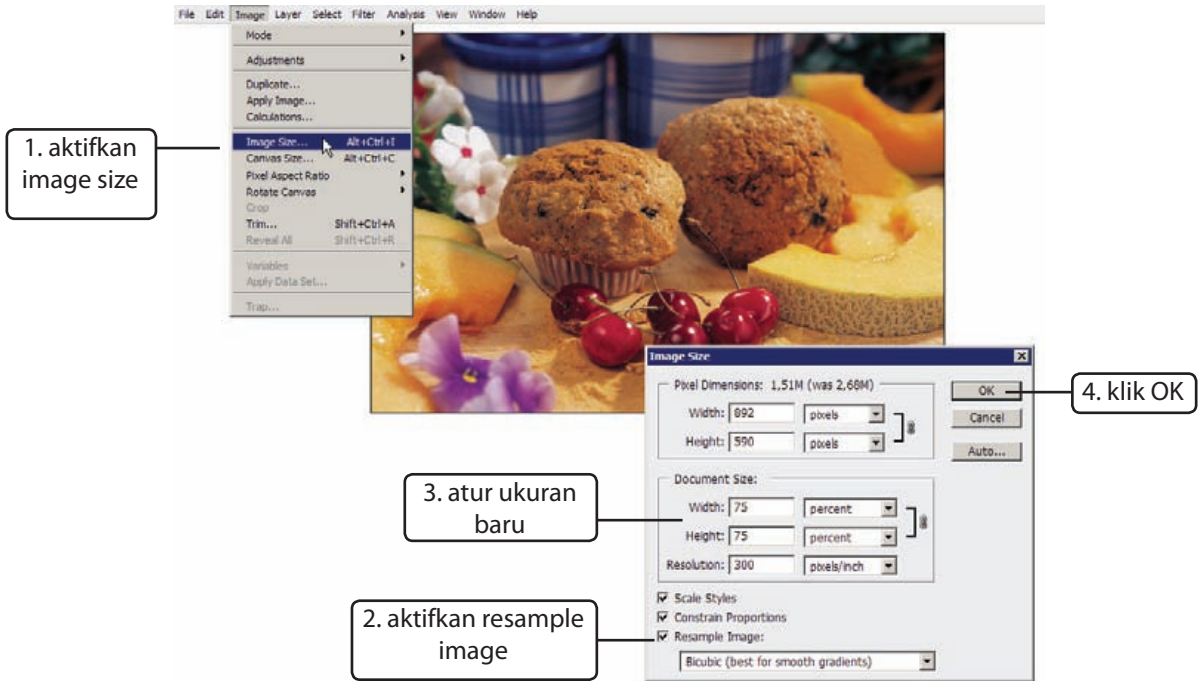 File Edit Image Layer Select Filter Analysis View Window Help
Mode
Adjustments
Duplicate...
Apply Image...
Calculations...
Image Size... Alt+Ctrl+I
Canvas Size... Alt+Ctrl+C
Pixel Aspect Ratio
Rotate Canvas
Crop
Trim... Shift+Ctrl+A
Reveal All Shift+Ctrl+R
Variables
Apply Data Set...
Trap...
1. aktifkan
image size
Image Size
Pixel Dimensions: 1,51M (was 2,68M)
Width: 892 pixels
Height: 590 pixels
OK
Cancel
Auto...
4. klik OK
Document Size:
Width: 75 percent
Height: 75 percent
Resolution: 300 pixels/inch
3. atur ukuran
baru
Scale Styles
Constrain Proportions
Resample Image:
Bicubic (best for smooth gradients)
2. aktifkan resample
image